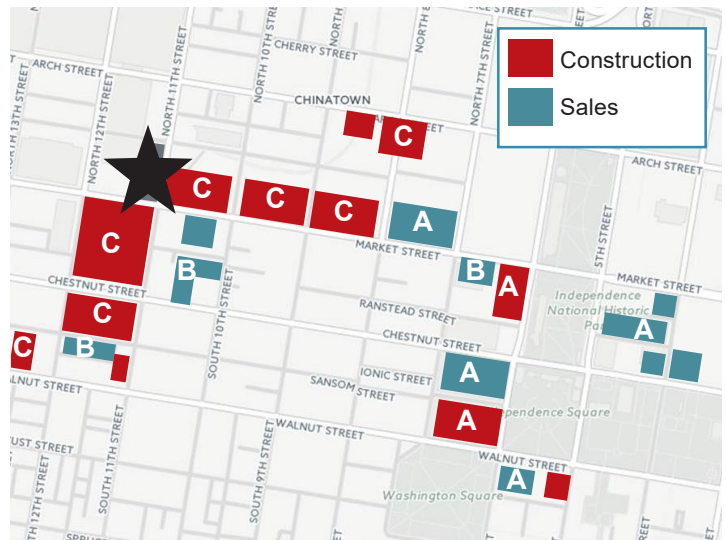 CHERRY STREET
ARCH STREET
NORTH 13TH STREET
NORTH 12TH STREET
NORTH 11TH STREET
NORTH 10TH STREET
NORTH 7TH STREET
Construction
Sales
CHINATOWN
C
ARCH STREET
C
C
C
A
C
MARKET STREET
5TH STREET
B
B
A
MARKET STREET
CHESTNUT STREET
SOUTH 10TH STREET
RANSTEAD STREET
Independence
National Historic
Park
A
C
C
B
CHESTNUT STREET
IONIC STREET
A
SANSOM STREET
WALNUT STREET
A
Independence Square
WALNUT STREET
SOUTH 11TH STREET
SOUTH 9TH STREET
12TH STREET
A
Washington Square